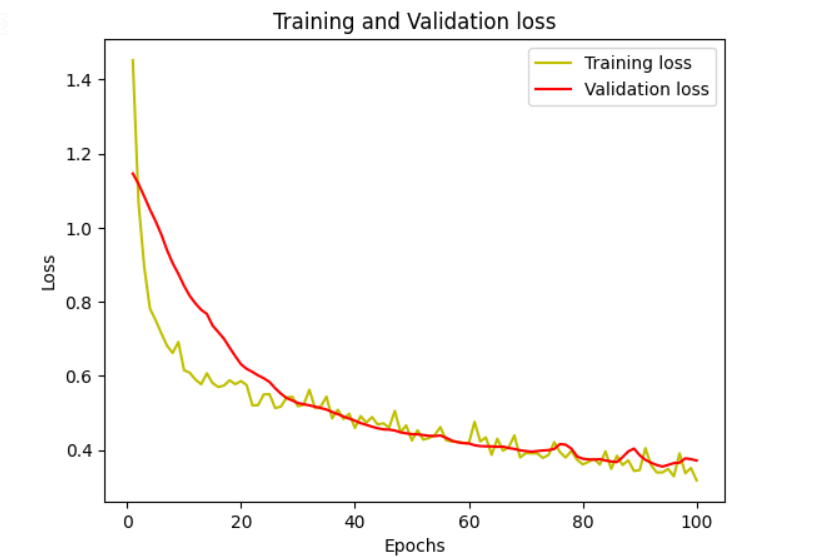 Training and Validation loss
Training loss
Validation loss
1.4
1.2
1.0
0.8
0.6
0.4
Loss
0 20 40 60 80 100
Epochs